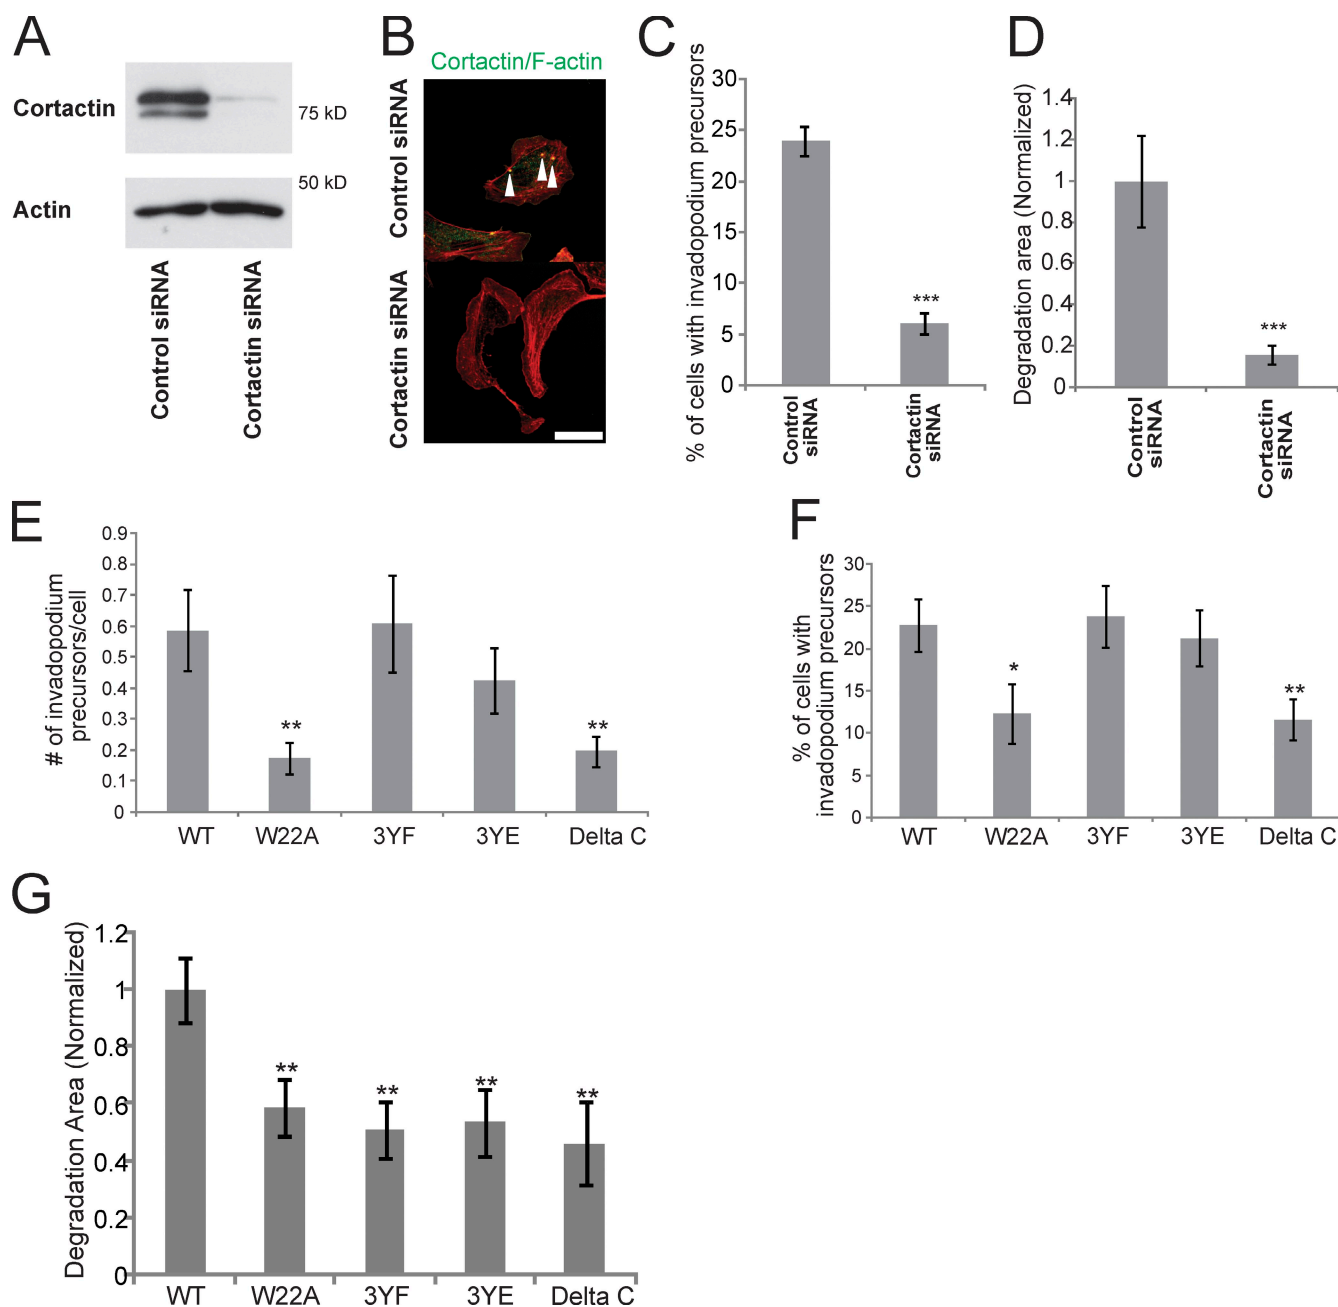 A
Cortactin
75 kD
50 kD
Actin
Control siRNA
Cortactin siRNA
B
Cortactin/F-actin
Control siRNA
Cortactin siRNA
C
% of cells with invadopodium precursors
30
25
20
15
10
5
0
***
Control
siRNA
Cortactin
siRNA
D
Degradation area (Normalized)
1.4
1.2
1
0.8
0.6
0.4
0.2
0
***
Control
siRNA
Cortactin
siRNA
E
# of invadopodium
precursors/cell
0.9
0.8
0.7
0.6
0.5
0.4
0.3
0.2
0.1
0
**
**
WT
W22A
3YF
3YE
Delta C
F
% of cells with
invadopodium precursors
30
25
20
15
10
5
0
*
**
WT
W22A
3YF
3YE
Delta C
G
Degradation Area (Normalized)
1.2
1
0.8
0.6
0.4
0.2
0
**
**
**
**
WT
W22A
3YF
3YE
Delta C